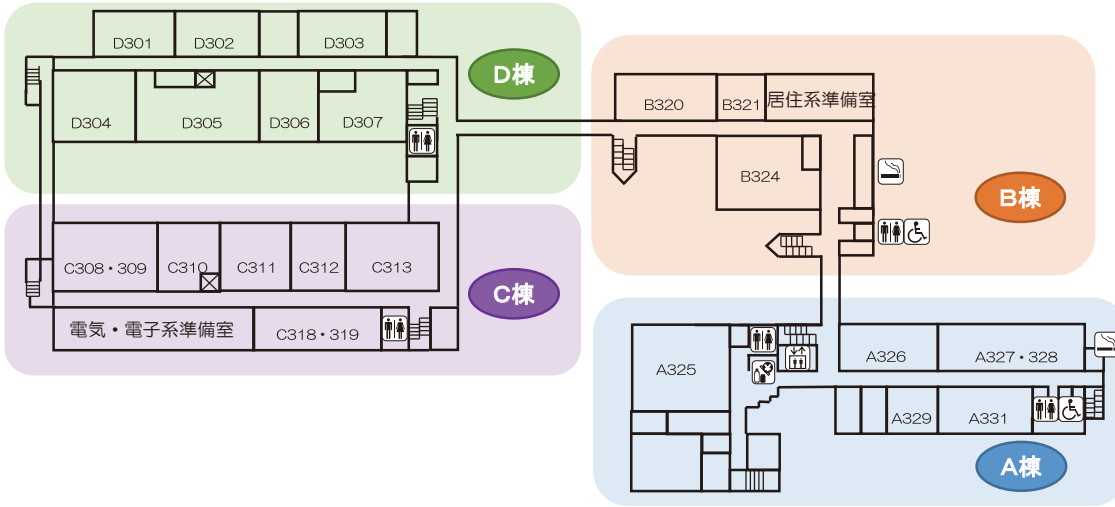 D301
D302
D303
D棟
D304
D305
D306
D307
B320
B321
居住系準備室
B324
B棟
C308・309
C310
C311
C312
C313
C棟
電気・電子系準備室
C318・319
A325
A326
A327・328
A329
A331
A棟